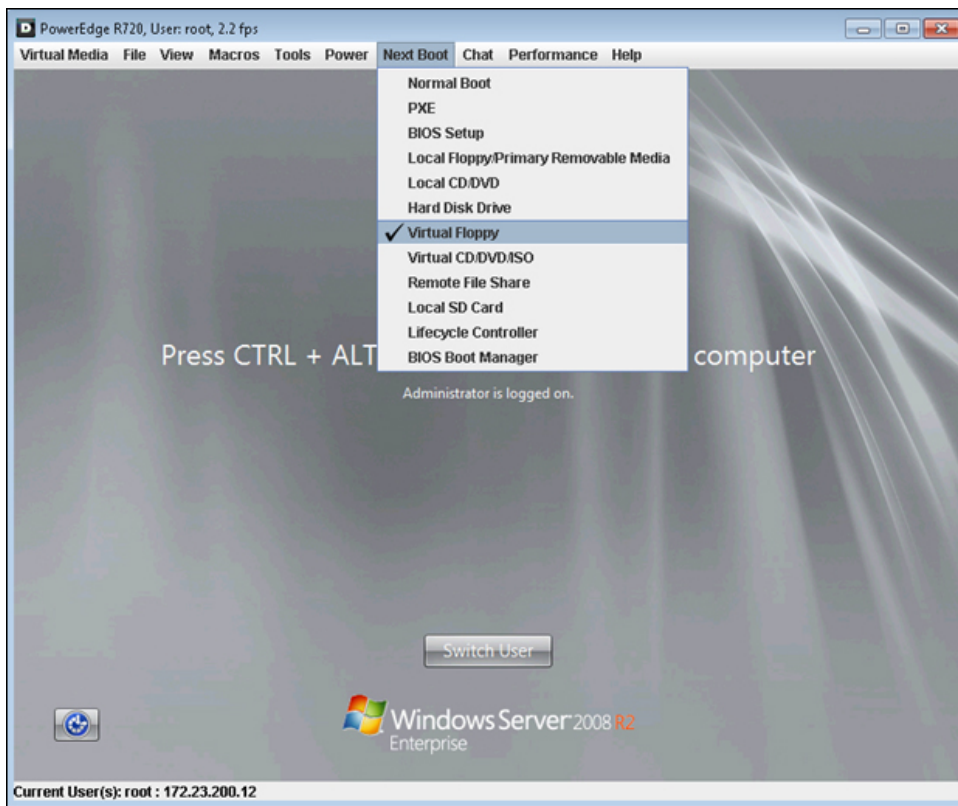 PowerEdge R720, User: root, 2.2 fps
Virtual Media File View Macros Tools Power Next Boot Chat Performance Help
Normal Boot
PXE
BIOS Setup
Local Floppy/Primary Removable Media
Local CD/DVD
Hard Disk Drive
Virtual Floppy
Virtual CD/DVD/ISO
Remote File Share
Local SD Card
Lifecycle Controller
BIOS Boot Manager
Press CTRL + ALT computer
Administrator is logged on.
Switch User
Windows Server 2008 R2
Enterprise
Current User(s): root : 172.23.200.12